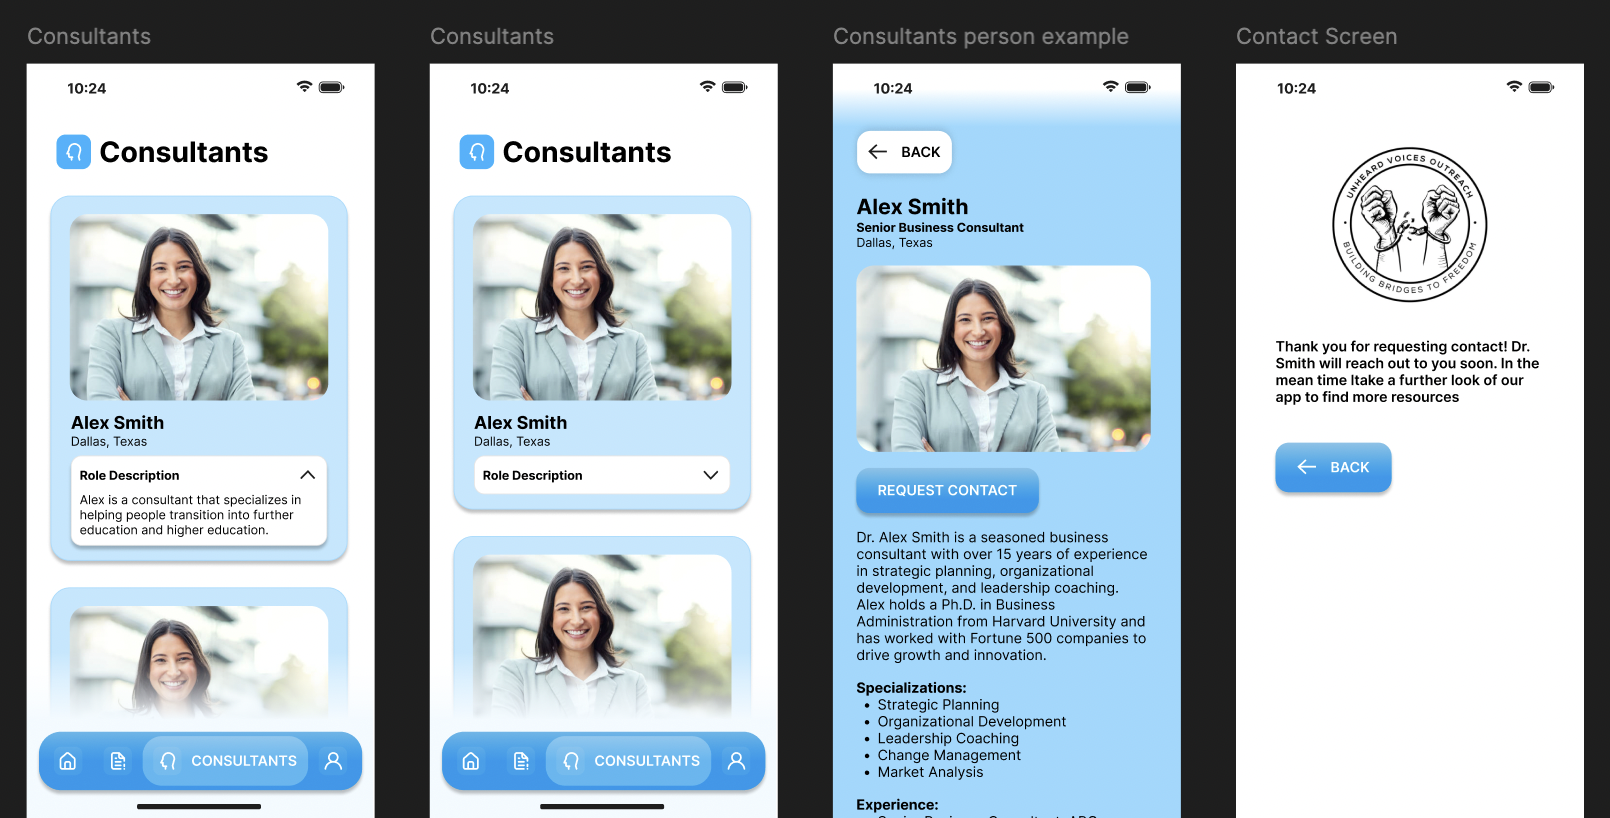 Consultants
10:24
Consultants
Alex Smith
Dallas, Texas
Role Description
Alex is a consultant that specializes in
helping people transition into further
education and higher education.
CONSULTANTS
Consultants
10:24
Consultants
Alex Smith
Dallas, Texas
Role Description
CONSULTANTS
Consultants person example
10:24
BACK
Alex Smith
Senior Business Consultant
Dallas, Texas
REQUEST CONTACT
Dr. Alex Smith is a seasoned business
consultant with over 15 years of experience
in strategic planning, organizational
development, and leadership coaching.
Alex holds a Ph.D. in Business
Administration from Harvard University and
has worked with Fortune 500 companies to
drive growth and innovation.
Specializations:
• Strategic Planning
• Organizational Development
• Leadership Coaching
• Change Management
• Market Analysis
Experience:
Contact Screen
10:24
UNHEARD VOICES OUTREACH
BUILDING BRIDGES TO FREEDOM
Thank you for requesting contact! Dr.
Smith will reach out to you soon. In the
mean time ltake a further look of our
app to find more resources
BACK